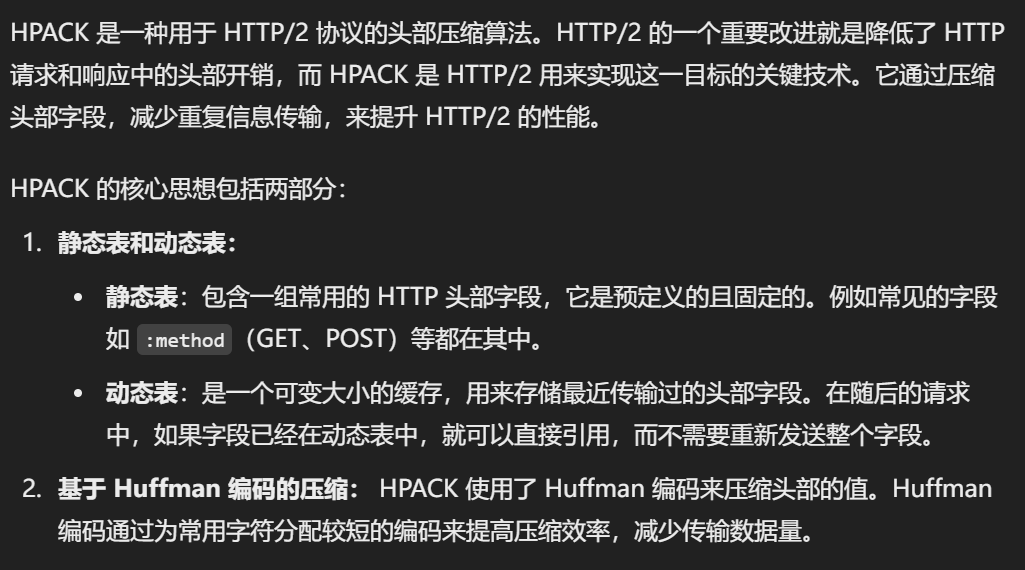 HPACK 是一种用于 HTTP/2 协议的头部压缩算法。HTTP/2 的一个重要改进就是降低了 HTTP
请求和响应中的头部开销，而 HPACK 是 HTTP/2 用来实现这一目标的关键技术。它通过压缩
头部字段，减少重复信息传输，来提升 HTTP/2 的性能。
HPACK 的核心思想包括两部分：
1. 静态表和动态表：
• 静态表：包含一组常用的 HTTP 头部字段，它是预定义的且固定的。例如常见的字段
如 :method（GET、POST）等都在其中。
• 动态表：是一个可变大小的缓存，用来存储最近传输过的头部字段。在随后的请求
中，如果字段已经在动态表中，就可以直接引用，而不需要重新发送整个字段。
2. 基于 Huffman 编码的压缩： HPACK 使用了 Huffman 编码来压缩头部的值。Huffman
编码通过为常用字符分配较短的编码来提高压缩效率，减少传输数据量。